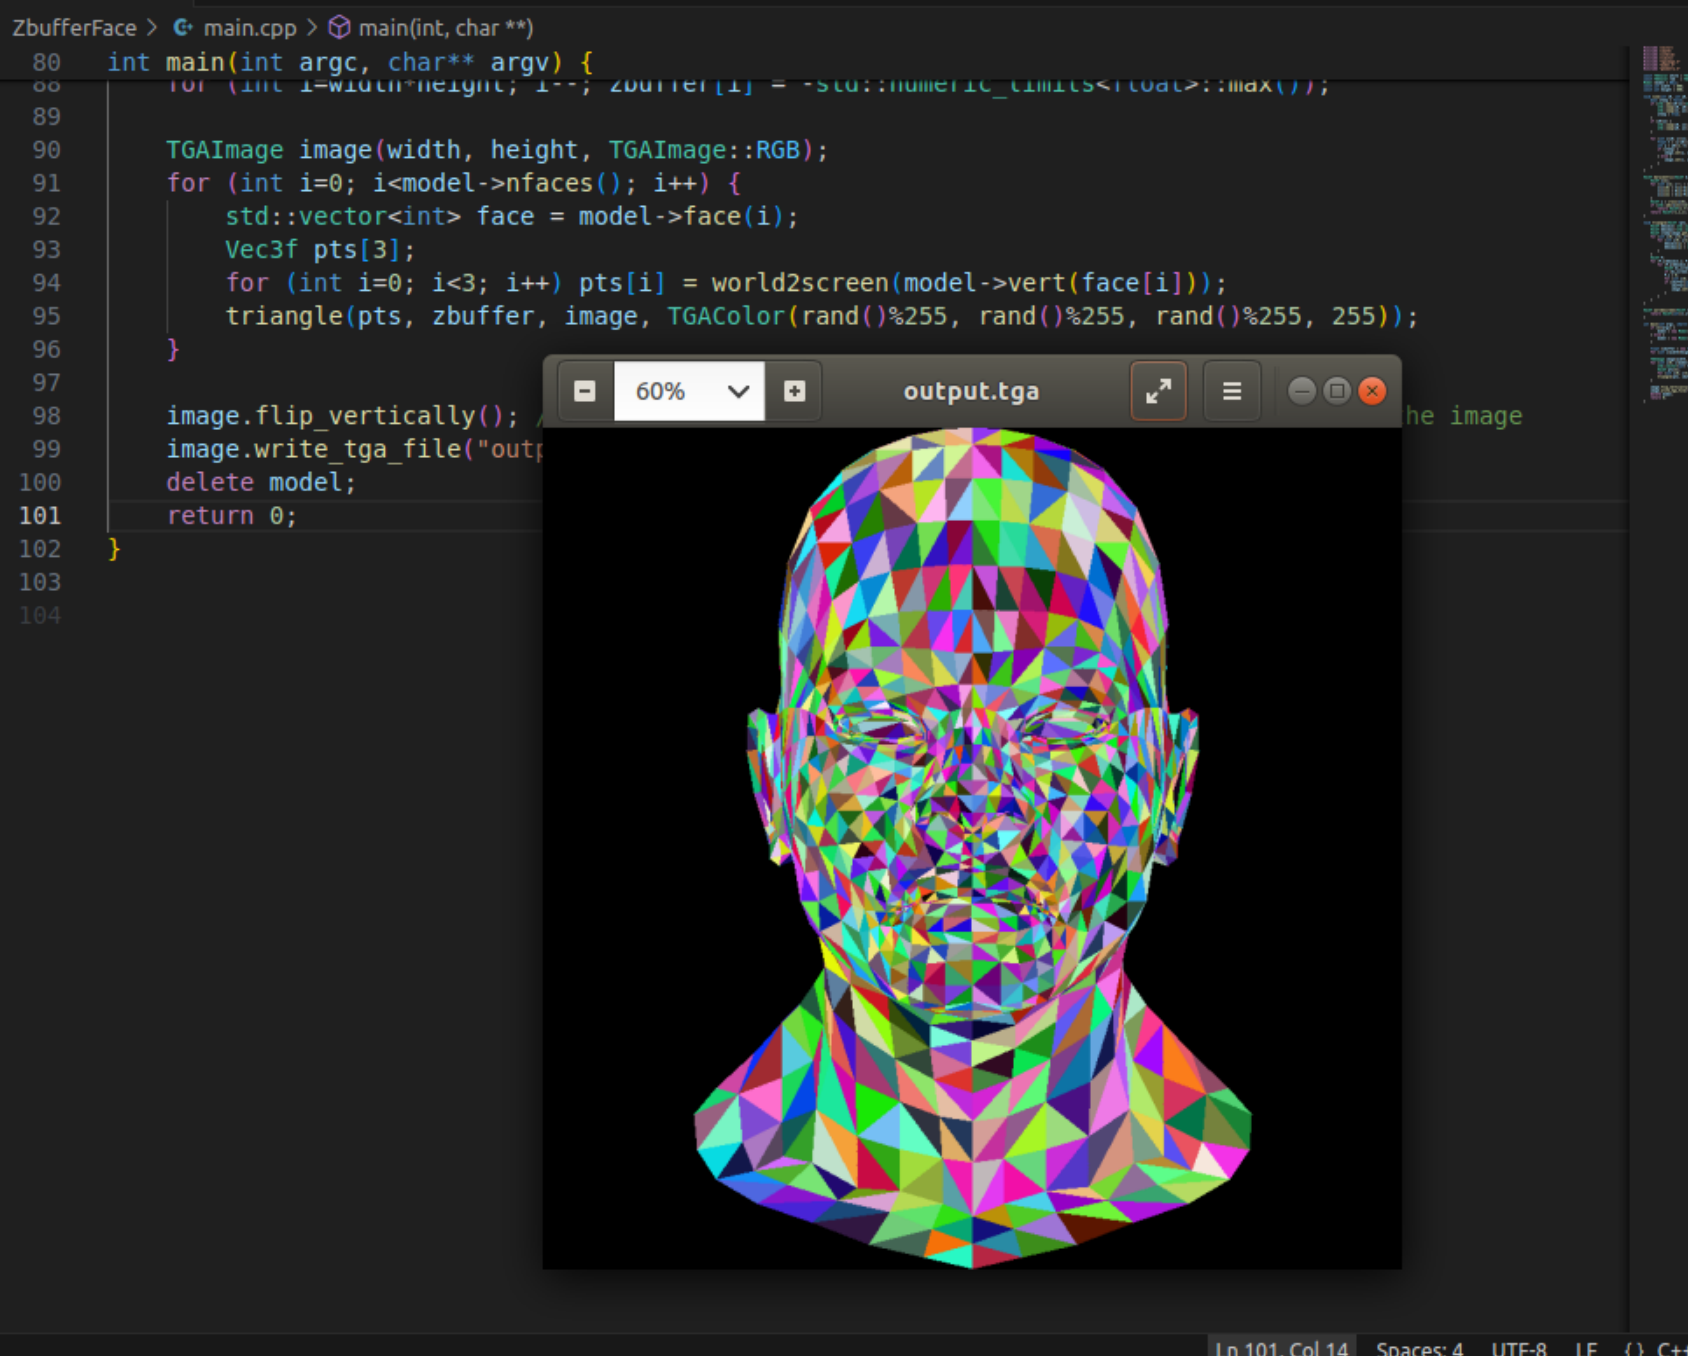 ZbufferFace > main.cpp > main(int, char **)
80 int main(int argc, char** argv) {
88 for (int i=width*height; i--; zbuffer[i] = -std::numeric_limits<float>::max());
89
90 TGAImage image(width, height, TGAImage::RGB);
91 for (int i=0; i<model->nfaces(); i++) {
92 std::vector<int> face = model->face(i);
93 Vec3f pts[3];
94 for (int i=0; i<3; i++) pts[i] = world2screen(model->vert(face[i]));
95 triangle(pts, zbuffer, image, TGAColor(rand()%255, rand()%255, rand()%255, 255));
96 }
60% output.tga
97
98 image.flip_vertically(); he image
99 image.write_tga_file("outp
100 delete model;
101 return 0;
102 }
103
104
Ln 101, Col 14 Spaces: 4 UTF-8 LF {} C++